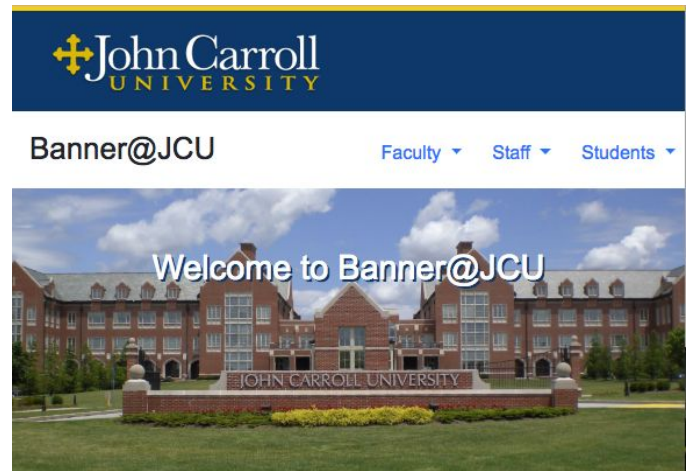 John Carroll
UNIVERSITY
Banner@JCU
Faculty Staff Students
Welcome to Banner@JCU
JOHN CARROLL UNIVERSITY